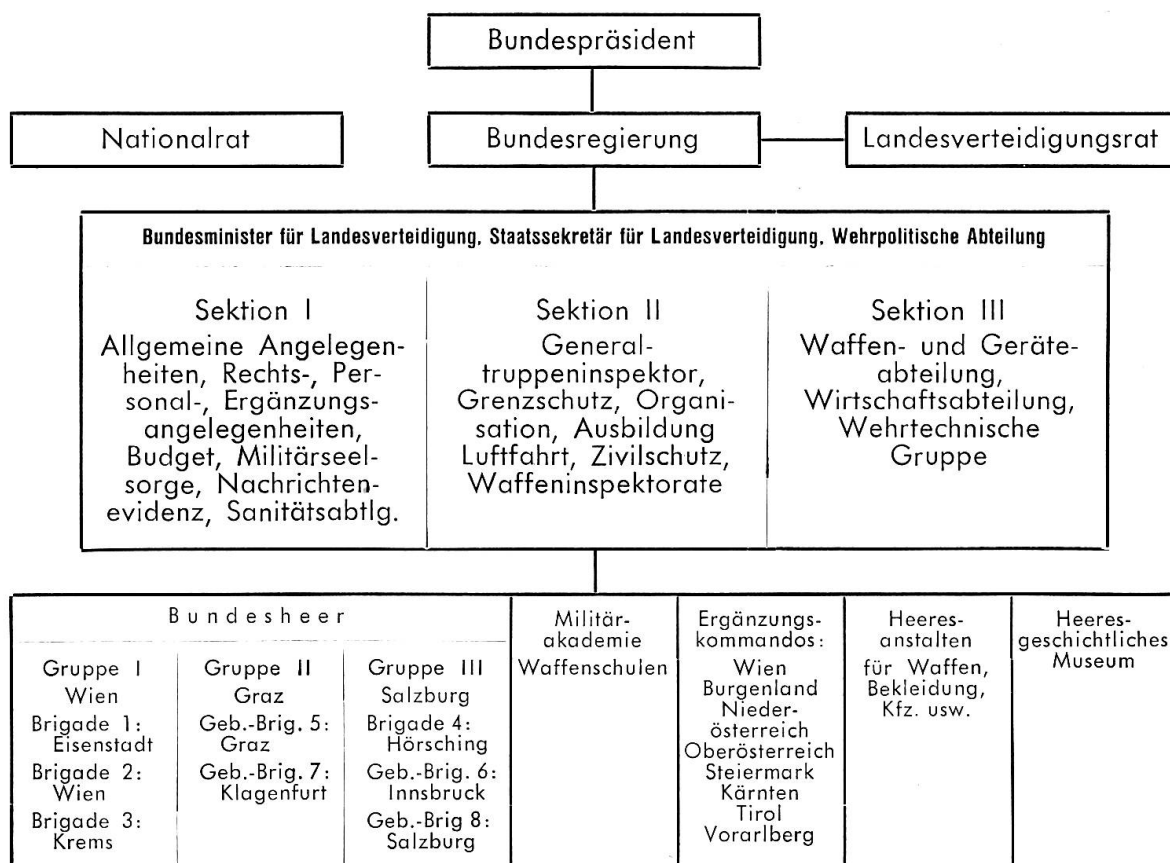 Bundespräsident
Nationalrat
Bundesregierung
Landesverteidigungsrat
Bundesminister für Landesverteidigung, Staatssekretär für Landesverteidigung, Wehrpolitische Abteilung
Sektion I
Allgemeine Angelegen-
heiten, Rechts-, Per-
sonal-, Ergänzungs-
angelegenheiten,
Budget, Militärseel-
sorge, Nachrichten-
evidenz, Sanitätsabtlg.
Sektion II
General-
truppeninspektor,
Grenzschutz, Organi-
sation, Ausbildung
Luftfahrt, Zivilschutz,
Waffeninspektorate
Sektion III
Waffen- und Geräte-
abteilung,
Wirtschaftsabteilung,
Wehrtechnische
Gruppe
Bundesheer
Gruppe I
Wien
Brigade 1:
Eisenstadt
Brigade 2:
Wien
Brigade 3:
Krems
Gruppe II
Graz
Geb.-Brig. 5:
Graz
Geb.-Brig. 7:
Klagenfurt
Gruppe III
Salzburg
Brigade 4:
Hörsching
Geb.-Brig. 6:
Innsbruck
Geb.-Brig 8:
Salzburg
Militär-
akademie
Waffenschulen
Ergänzungs-
kommandos:
Wien
Burgenland
Nieder-
österreich
Oberösterreich
Steiermark
Kärnten
Tirol
Vorarlberg
Heeres-
anstalten
für Waffen,
Bekleidung,
Kfz. usw.
Heeres-
geschichtliches
Museum